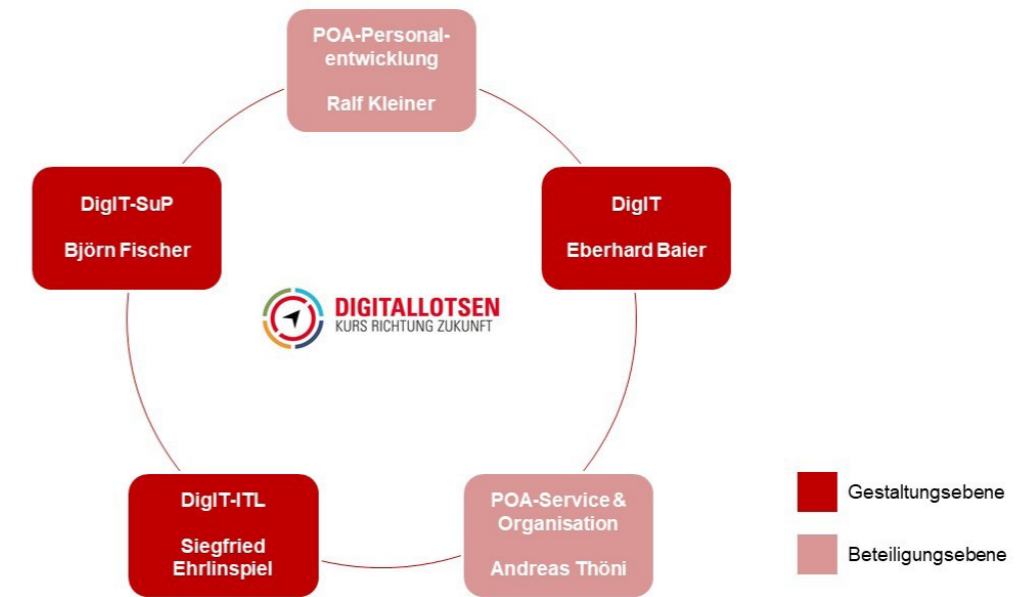 POA-Personal-
entwicklung
Ralf Kleiner
DigIT-SuP
Björn Fischer
DigIT
Eberhard Baier
DIGITALLOTSEN
KURS RICHTUNG ZUKUNFT
DigIT-ITL
Siegfried
Ehrlinspiel
POA-Service &
Organisation
Andreas Thöni
Gestaltungsebene
Beteiligungsebene